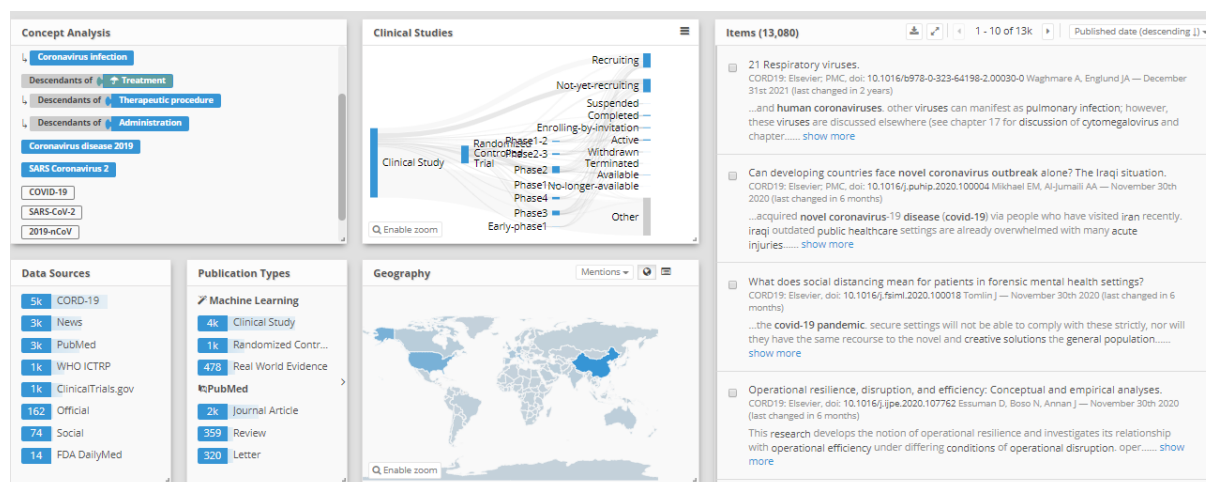 Concept Analysis
Coronavirus infection
Descendants of Treatment
Descendants of Therapeutic procedure
Descendants of Administration
Coronavirus disease 2019
SARS Coronavirus 2
COVID-19
SARS-CoV-2
2019-nCoV
Clinical Studies
Recruiting
Not-yet-recruiting
Suspended
Completed
Enrolling-by-invitation
Phase1-2
Active
Randomized
Controlled
Trial
Phase2-3
Withdrawn
Clinical Study
Phase2
Terminated
Available
Phase1
No-longer-available
Phase4
Phase3
Other
Early-phase1
Enable zoom
Items (13,080)
1 - 10 of 13k
Published date (descending ↓)
21 Respiratory viruses.
CORD19: Elsevier; PMC, doi: 10.1016/b978-0-323-64198-2.00030-0 Waghmare A, Englund JA — December
31st 2021 (last changed in 2 years)
...and human coronaviruses. other viruses can manifest as pulmonary infection; however,
these viruses are discussed elsewhere (see chapter 17 for discussion of cytomegalovirus and
chapter...... show more
Can developing countries face novel coronavirus outbreak alone? The Iraqi situation.
CORD19: Elsevier; PMC, doi: 10.1016/j.puhip.2020.100004 Mikhael EM, Al-Jumaili AA — November 30th
2020 (last changed in 6 months)
...acquired novel coronavirus-19 disease (covid-19) via people who have visited iran recently.
iraqi outdated public healthcare settings are already overwhelmed with many acute
injuries...... show more
What does social distancing mean for patients in forensic mental health settings?
CORD19: Elsevier, doi: 10.1016/j.fsiml.2020.100018 Tomlin J — November 30th 2020 (last changed in 6
months)
...the covid-19 pandemic. secure settings will not be able to comply with these strictly, nor will
they have the same recourse to the novel and creative solutions the general population......
show more
Operational resilience, disruption, and efficiency: Conceptual and empirical analyses.
CORD19: Elsevier, doi: 10.1016/j.ijpe.2020.107762 Essuman D, Boso N, Annan J — November 30th 2020
(last changed in 6 months)
This research develops the notion of operational resilience and investigates its relationship
with operational efficiency under differing conditions of operational disruption. oper...... show
more
Data Sources
5k CORD-19
3k News
3k PubMed
1k WHO ICTRP
1k ClinicalTrials.gov
162 Official
74 Social
14 FDA DailyMed
Publication Types
Machine Learning
4k Clinical Study
1k Randomized Contr...
478 Real World Evidence
PubMed
2k Journal Article
359 Review
320 Letter
Geography
Mentions
Enable zoom